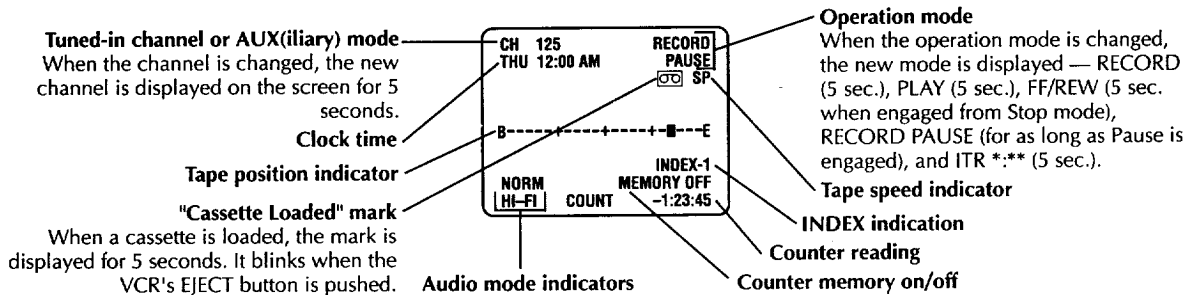 Tuned-in channel or AUX(iliary) mode
When the channel is changed, the new
channel is displayed on the screen for 5
seconds.
Clock time
Tape position indicator
"Cassette Loaded" mark
When a cassette is loaded, the mark is
displayed for 5 seconds. It blinks when the
VCR's EJECT button is pushed.
CH 125 RECORD
THU 12:00 AM PAUSE
SP
B-----+----+----+-■---E
INDEX-1
NORM MEMORY OFF
HI–FI COUNT –1:23:45
Audio mode indicators
Operation mode
When the operation mode is changed,
the new mode is displayed — RECORD
(5 sec.), PLAY (5 sec.), FF/REW (5 sec.
when engaged from Stop mode),
RECORD PAUSE (for as long as Pause is
engaged), and ITR *:** (5 sec.).
Tape speed indicator
INDEX indication
Counter reading
Counter memory on/off